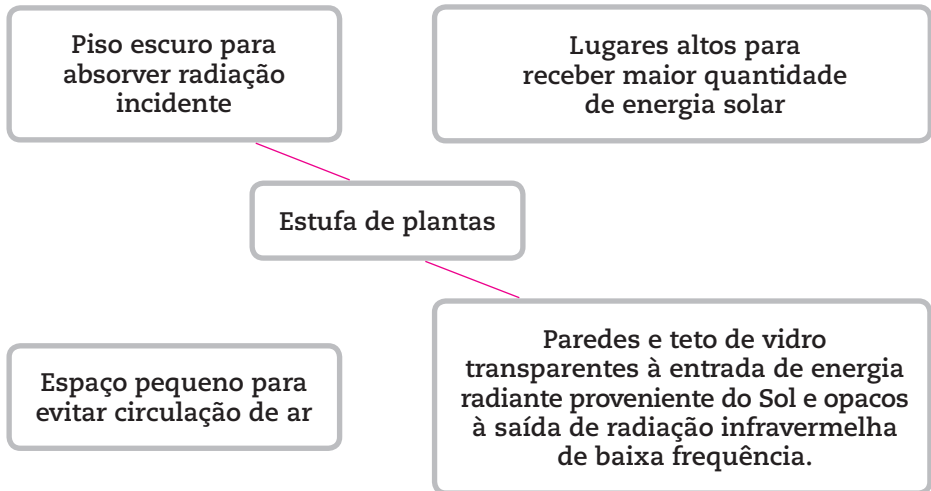 Piso escuro para
absorver radiação
incidente
Lugares altos para
receber maior quantidade
de energia solar
Estufa de plantas
Espaço pequeno para
evitar circulação de ar
Paredes e teto de vidro
transparentes à entrada de energia
radiante proveniente do Sol e opacos
à saída de radiação infravermelha
de baixa frequência.